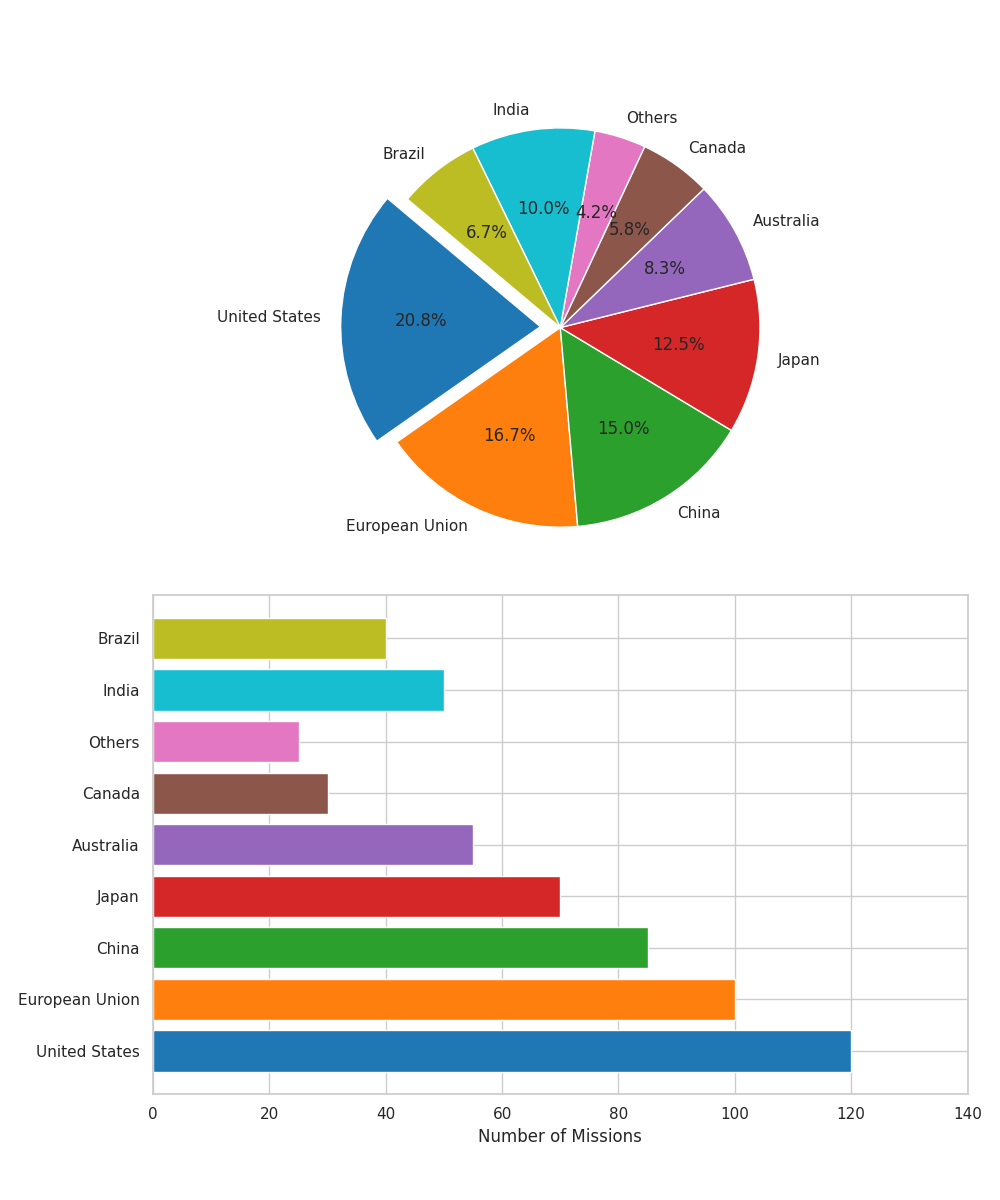 India
Others
Brazil
Canada
10.0%
4.2%
6.7%
5.8%
Australia
8.3%
United States
20.8%
12.5%
Japan
16.7%
15.0%
China
European Union
Brazil
India
Others
Canada
Australia
Japan
China
European Union
United States
0 20 40 60 80 100 120 140
Number of Missions